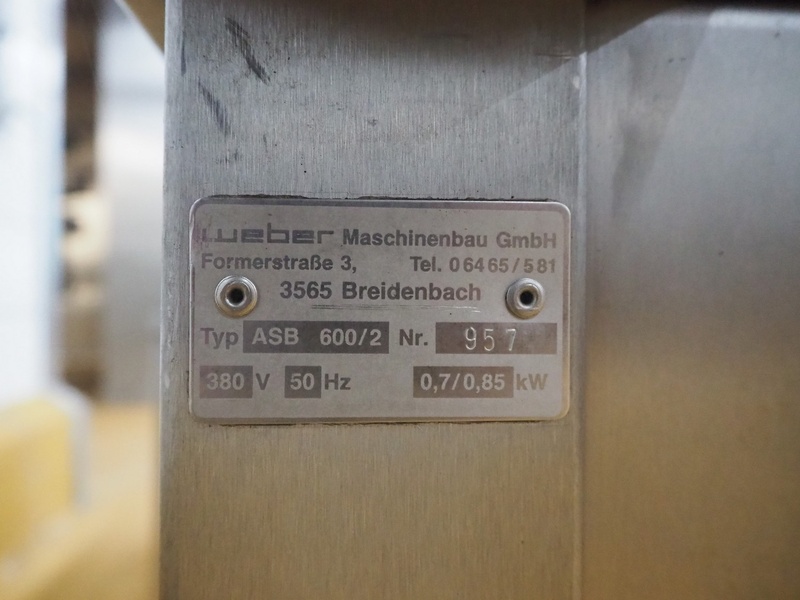 weber Maschinenbau GmbH
Formerstraße 3, Tel. 06465/581
3565 Breidenbach
Typ ASB 600/2 Nr. 957
380 V 50 Hz 0,7/0,85 kW